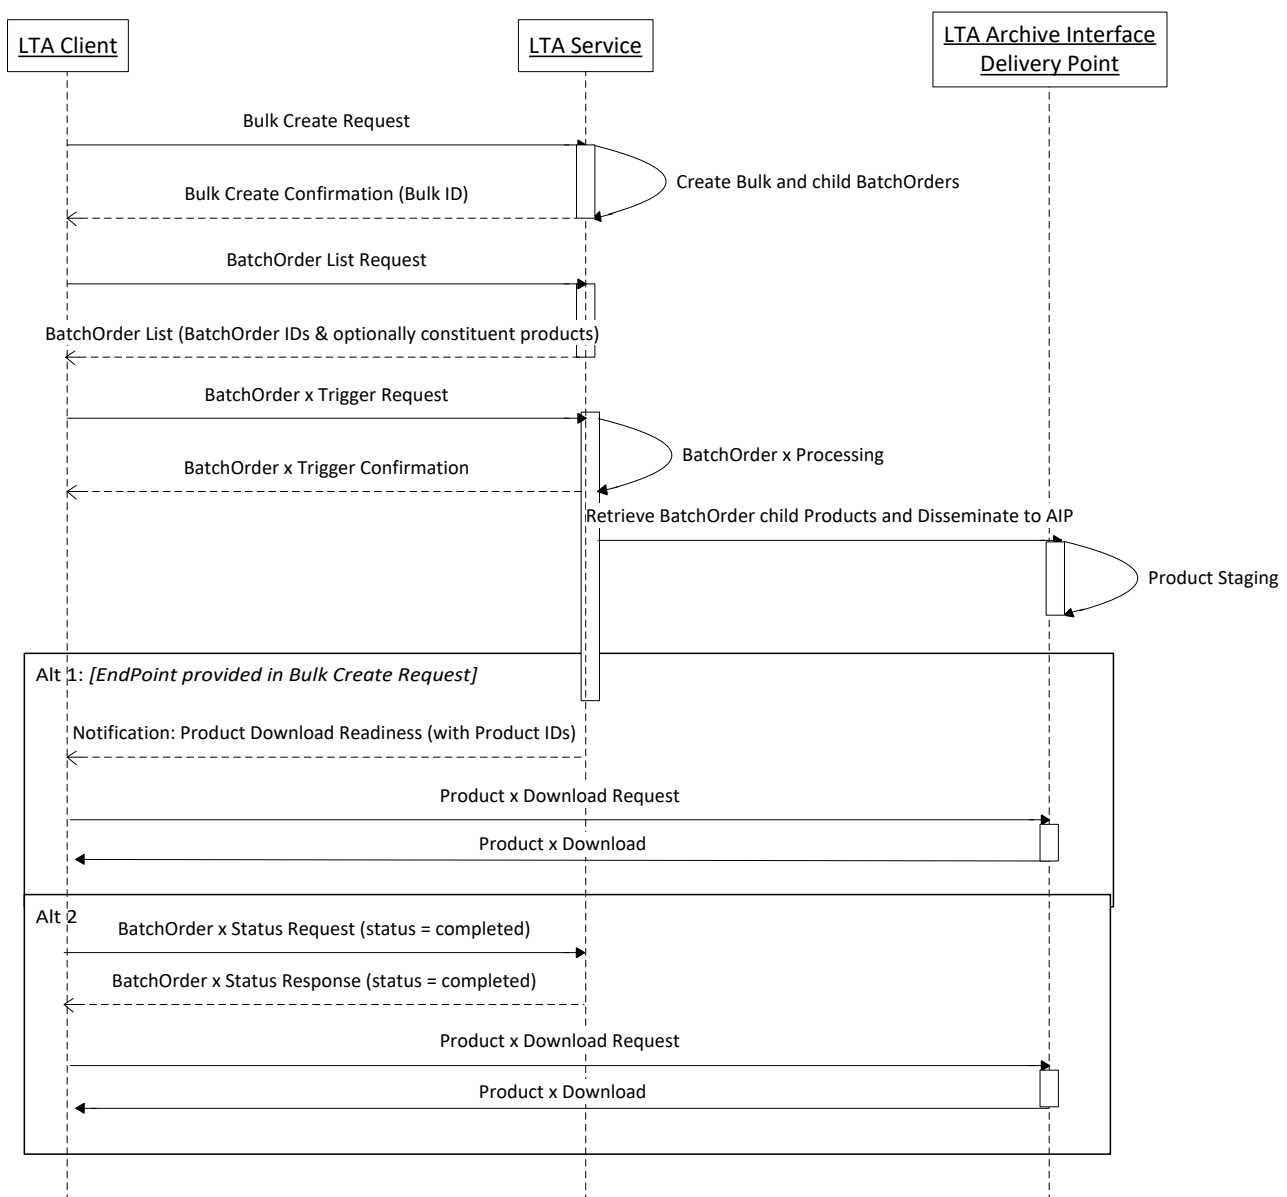 LTA Client
LTA Service
LTA Archive Interface
Delivery Point
Bulk Create Request
Create Bulk and child BatchOrders
Bulk Create Confirmation (Bulk ID)
BatchOrder List Request
BatchOrder List (BatchOrder IDs & optionally constituent products)
BatchOrder x Trigger Request
BatchOrder x Processing
BatchOrder x Trigger Confirmation
Retrieve BatchOrder child Products and Disseminate to AIP
Product Staging
Alt 1: [EndPoint provided in Bulk Create Request]
Notification: Product Download Readiness (with Product IDs)
Product x Download Request
Product x Download
Alt 2
BatchOrder x Status Request (status = completed)
BatchOrder x Status Response (status = completed)
Product x Download Request
Product x Download